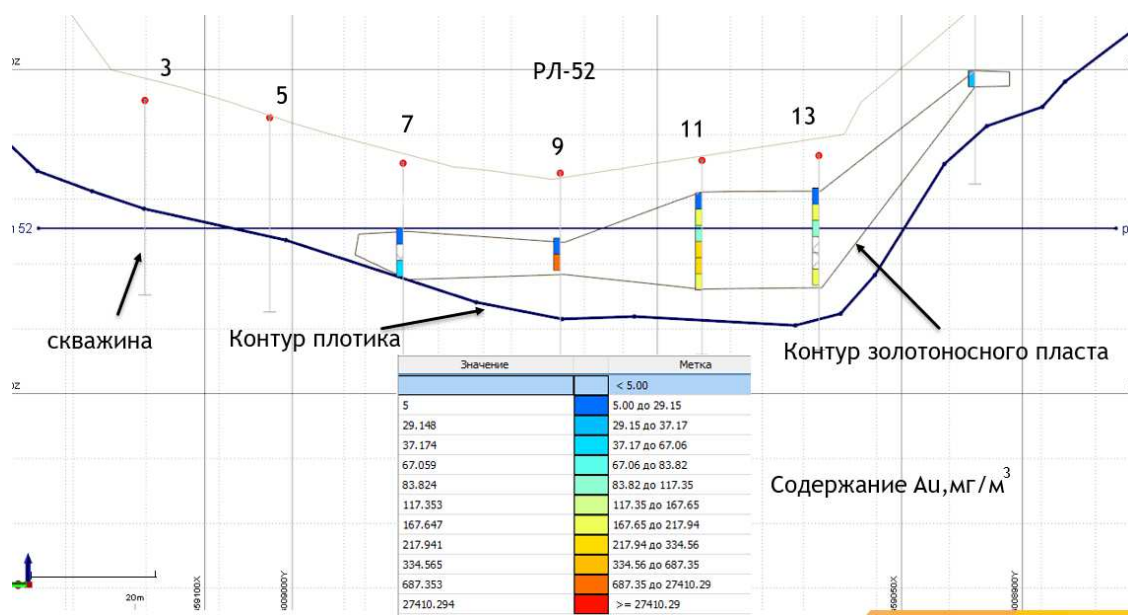 РЛ-52
3
5
7
9
11
13
52
скважина
Контур плотика
Контур золотоносного пласта
Значение Метка
< 5.00
5 5.00 до 29.15
29.148 29.15 до 37.17
37.174 37.17 до 67.06
67.059 67.06 до 83.82
83.824 83.82 до 117.35
117.353 117.35 до 167.65
167.647 167.65 до 217.94
217.941 217.94 до 334.56
334.565 334.56 до 687.35
687.353 687.35 до 27410.29
27410.294 >= 27410.29
Содержание Au,мг/м³
20m